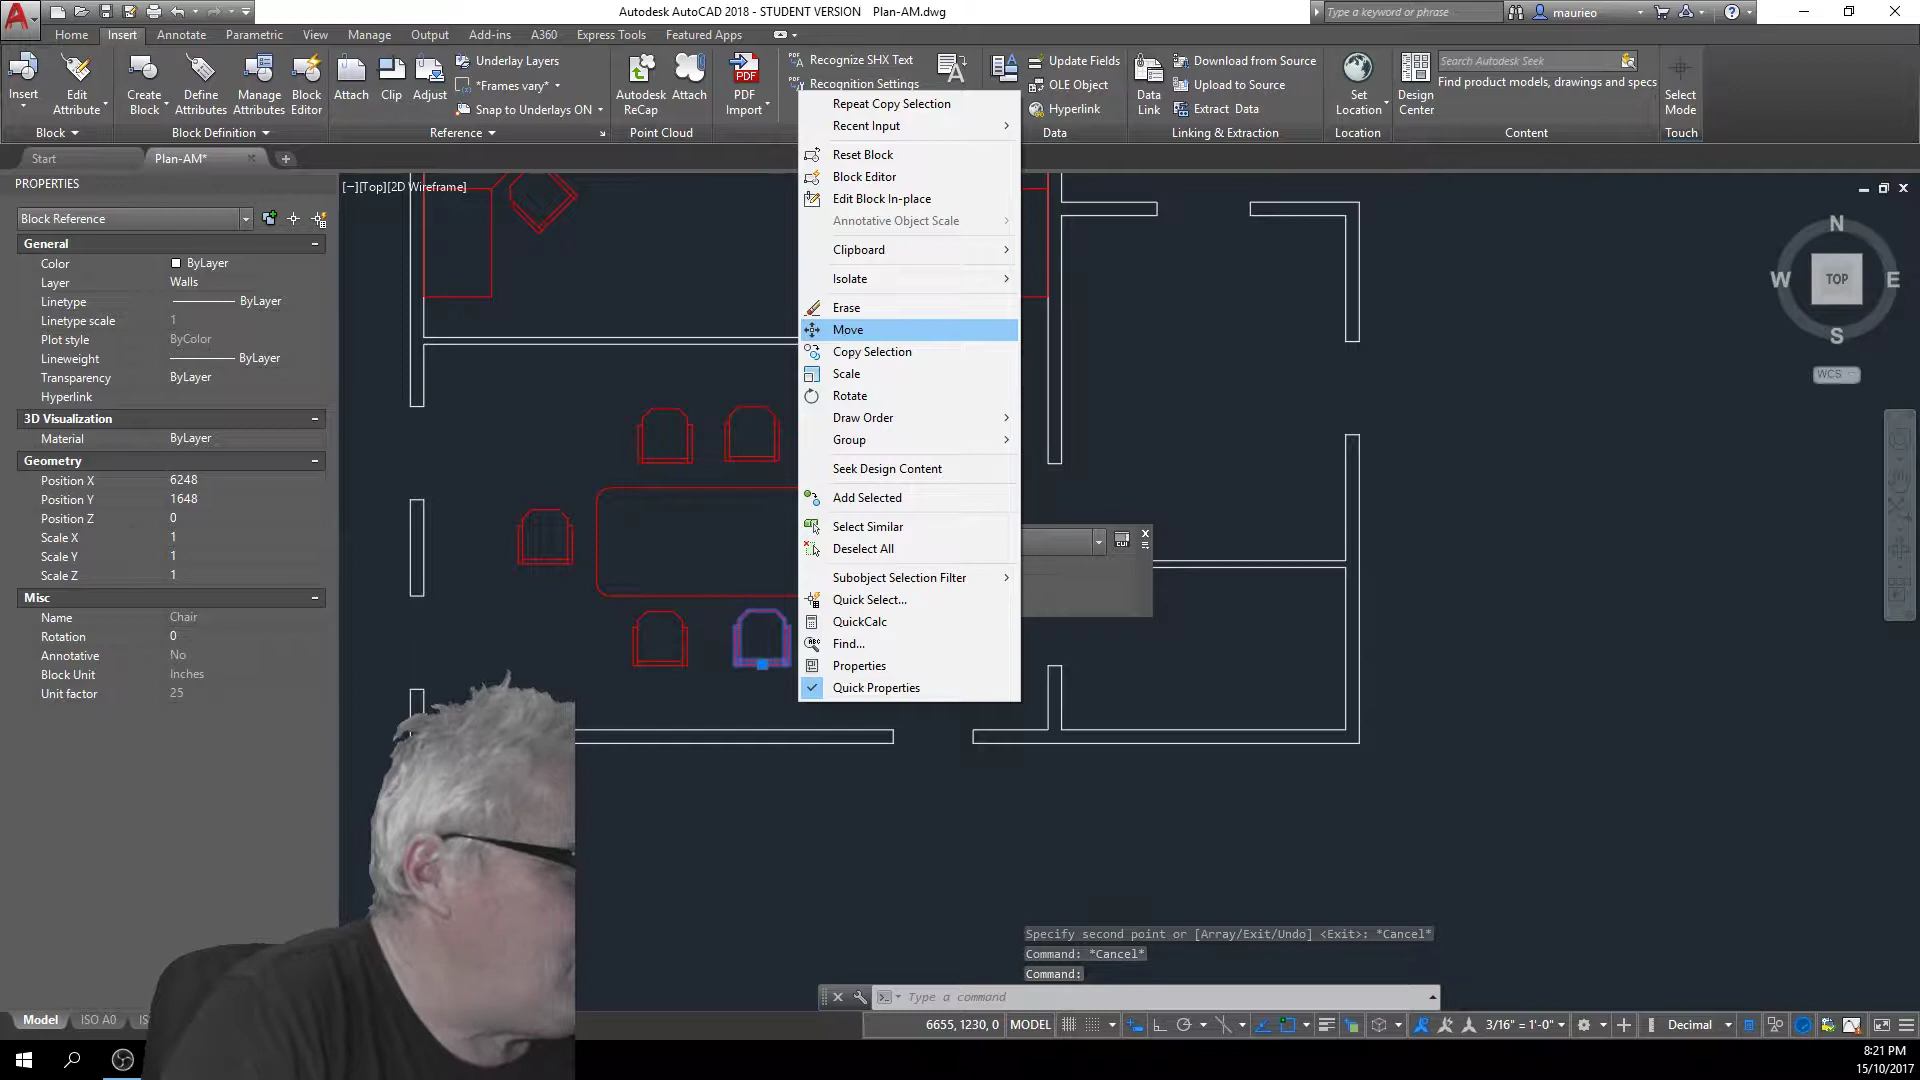 Autodesk AutoCAD 2018 - STUDENT VERSION Plan-AM.dwg
Type a keyword or phrase
maurieo
Home Insert Annotate Parametric View Manage Output Add-ins A360 Express Tools Featured Apps
Insert
Edit Attribute
Create Block
Define Attributes
Manage Attributes
Block Editor
Attach
Clip
Adjust
Underlay Layers
*Frames vary*
Snap to Underlays ON
Autodesk ReCap
Attach
PDF Import
Recognize SHX Text
Recognition Settings
Update Fields
OLE Object
Hyperlink
Data Link
Download from Source
Upload to Source
Extract Data
Set Location
Design Center
Search Autodesk Seek
Find product models, drawings and specs
Select Mode
Block
Block Definition
Reference
Point Cloud
Data
Linking & Extraction
Location
Content
Touch
Start
Plan-AM*
PROPERTIES
Block Reference
General
Color ByLayer
Layer Walls
Linetype ByLayer
Linetype scale 1
Plot style ByColor
Lineweight ByLayer
Transparency ByLayer
Hyperlink
3D Visualization
Material ByLayer
Geometry
Position X 6248
Position Y 1648
Position Z 0
Scale X 1
Scale Y 1
Scale Z 1
Misc
Name Chair
Rotation 0
Annotative No
Block Unit Inches
Unit factor 25
[−][Top][2D Wireframe]
Repeat Copy Selection
Recent Input
Reset Block
Block Editor
Edit Block In-place
Annotative Object Scale
Clipboard
Isolate
Erase
Move
Copy Selection
Scale
Rotate
Draw Order
Group
Seek Design Content
Add Selected
Select Similar
Deselect All
Subobject Selection Filter
Quick Select...
QuickCalc
Find...
Properties
Quick Properties
N
W TOP E
S
WCS
Specify second point or [Array/Exit/Undo] <Exit>: *Cancel*
Command: *Cancel*
Command:
Type a command
Model ISO A0
6655, 1230, 0 MODEL 3/16" = 1'-0" Decimal
8:21 PM
15/10/2017